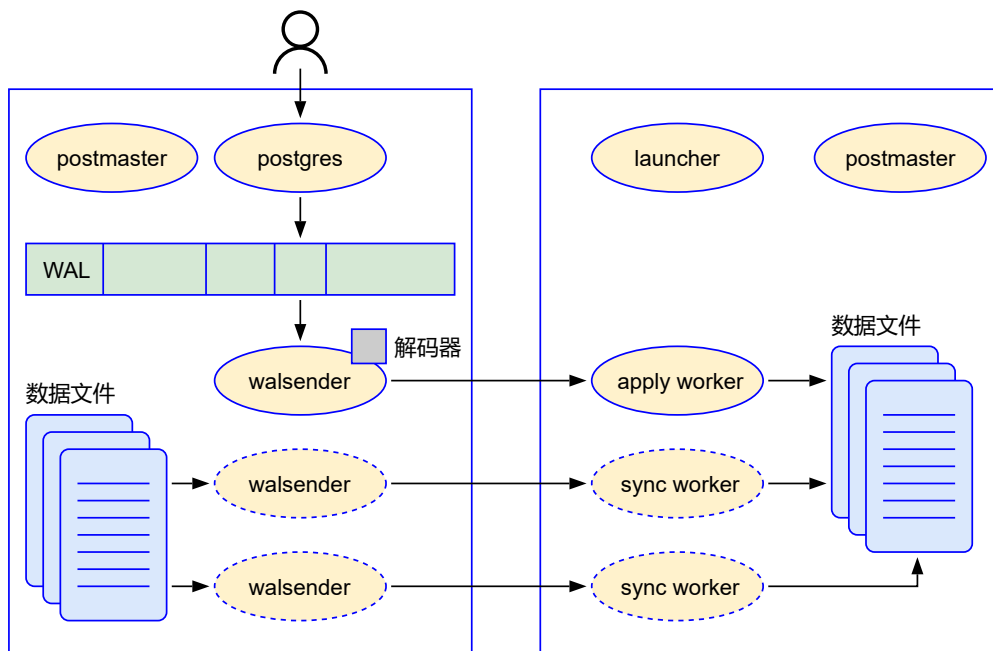 postmaster
postgres
launcher
postmaster
WAL
解码器
数据文件
walsender
apply worker
数据文件
walsender
sync worker
walsender
sync worker